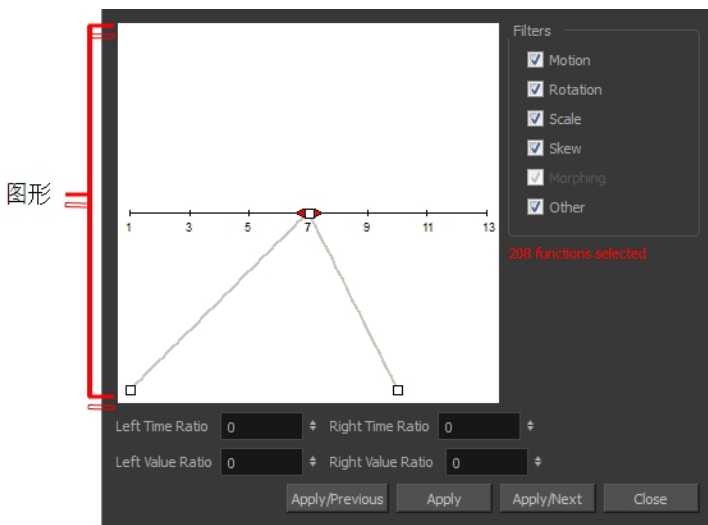 Filters
Motion
Rotation
Scale
Skew
Morphing
Other
图形
1 3 5 7 9 11 13
208 functions selected
Left Time Ratio 0 Right Time Ratio 0
Left Value Ratio 0 Right Value Ratio 0
Apply/Previous Apply Apply/Next Close